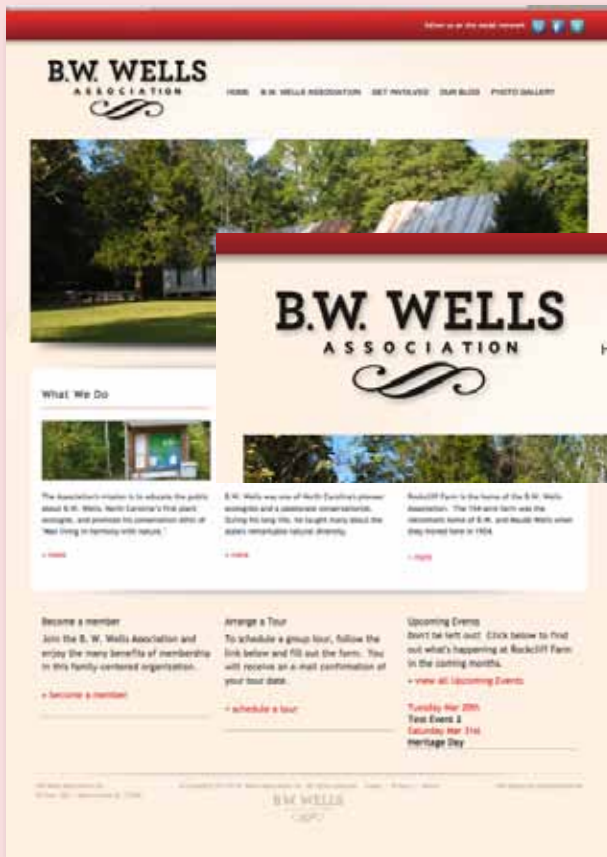 follow us on the social network
B.W. WELLS
ASSOCIATION
HOME B.W. WELLS ASSOCIATION GET INVOLVED OUR BLOG PHOTO GALLERY
B.W. WELLS
ASSOCIATION
H
What We Do
The Association's mission is to educate the public
about B.W. Wells, North Carolina's first plant
ecologist, and promote his conservation ethic of
"Man living in harmony with nature."
+ more
B.W. Wells was one of North Carolina's pioneer
ecologists and a passionate conservationist.
During his long life, he taught many about the
state's remarkable natural diversity.
+ more
Rockcliff Farm is the home of the B.W. Wells
Association. The 154-acre farm was the
retirement home of B.W. and Maude Wells when
they moved here in 1954.
+ more
Become a member
Join the B. W. Wells Association and
enjoy the many benefits of membership
in this family-centered organization.
+ become a member
Arrange a Tour
To schedule a group tour, follow the
link below and fill out the form. You
will receive an e-mail confirmation of
your tour date.
+ schedule a tour
Upcoming Events
Don't be left out! Click below to find
out what's happening at Rockcliff Farm
in the coming months.
+ view all Upcoming Events
Tuesday Mar 20th
Test Event 2
Saturday Mar 31st
Heritage Day
B.W. WELLS